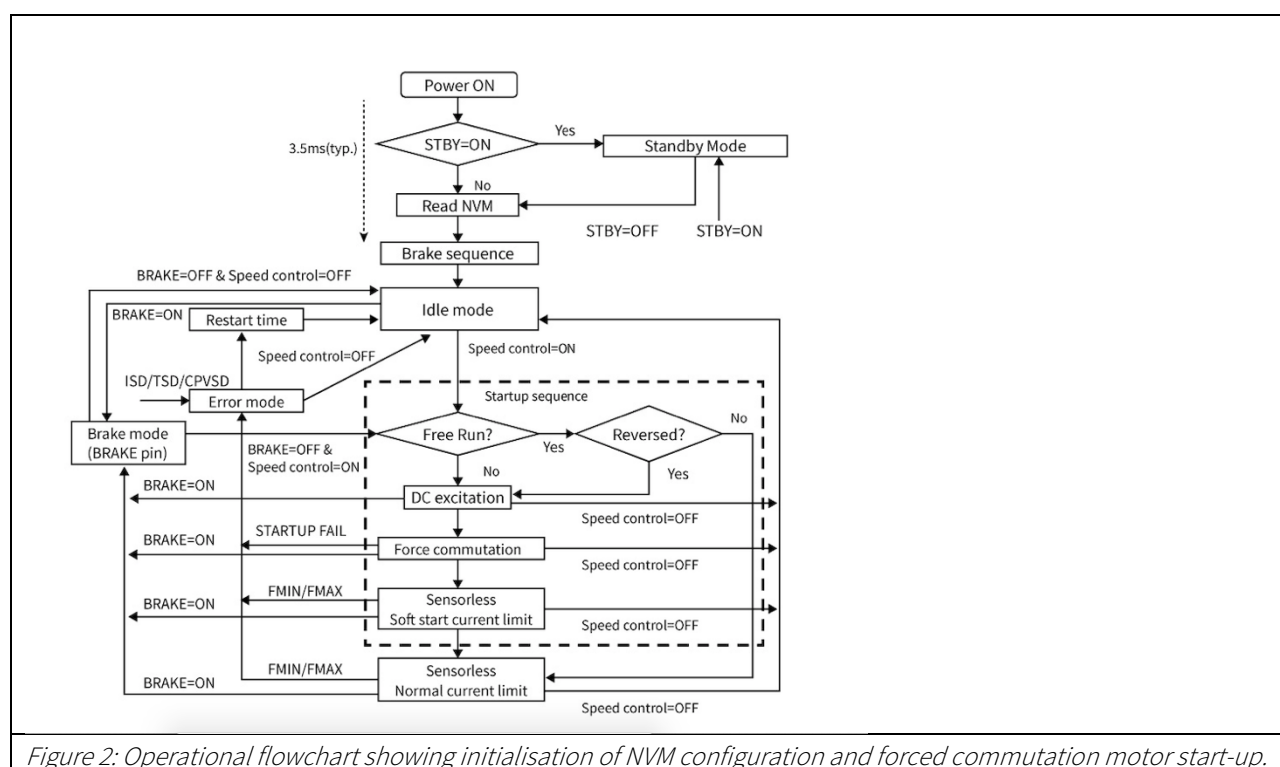 Power ON
3.5ms(typ.)
STBY=ON
Yes
Standby Mode
No
Read NVM
STBY=OFF
STBY=ON
Brake sequence
BRAKE=OFF & Speed control=OFF
Idle mode
BRAKE=ON
Restart time
Speed control=OFF
Speed control=ON
ISD/TSD/CPVSD
Error mode
Startup sequence
Brake mode
(BRAKE pin)
BRAKE=OFF &
Speed control=ON
Free Run?
Yes
Reversed?
No
No
Yes
BRAKE=ON
DC excitation
Speed control=OFF
STARTUP FAIL
BRAKE=ON
Force commutation
Speed control=OFF
FMIN/FMAX
BRAKE=ON
Sensorless
Soft start current limit
Speed control=OFF
FMIN/FMAX
BRAKE=ON
Sensorless
Normal current limit
Speed control=OFF
Figure 2: Operational flowchart showing initialisation of NVM configuration and forced commutation motor start-up.